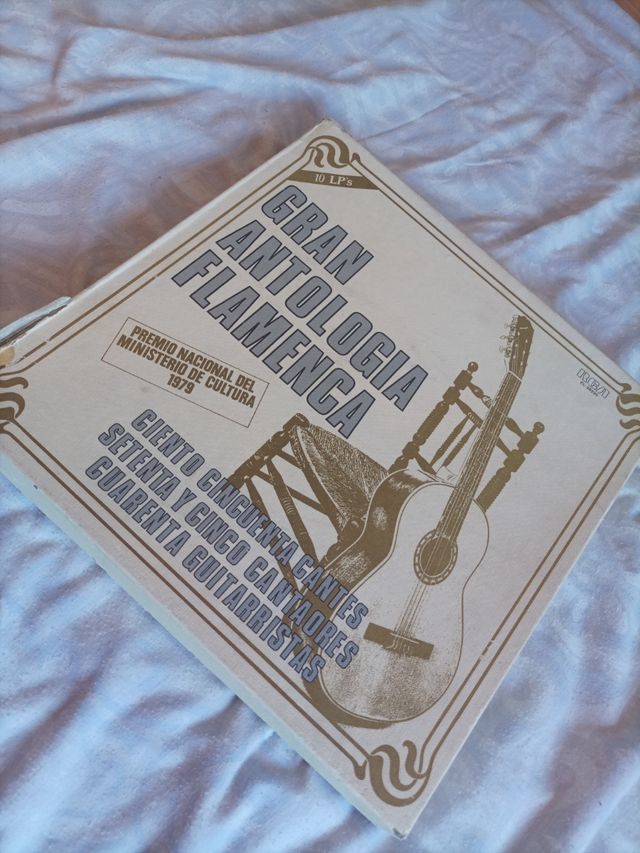 10 LP's
GRAN
ANTOLOGIA
FLAMENCA
PREMIO NACIONAL DEL
MINISTERIO DE CULTURA
1979
RCA
CIENTO CINCUENTA CANTES
SETENTA Y CINCO CANTAORES
CUARENTA GUITARRISTAS